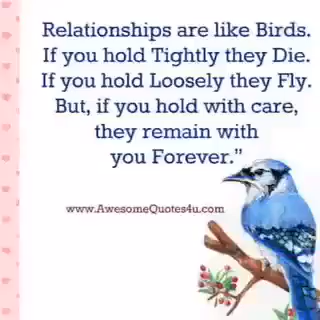 Relationships are like Birds.
If you hold Tightly they Die.
If you hold Loosely they Fly.
But, if you hold with care,
they remain with
you Forever."
www.AwesomeQuotes4u.com